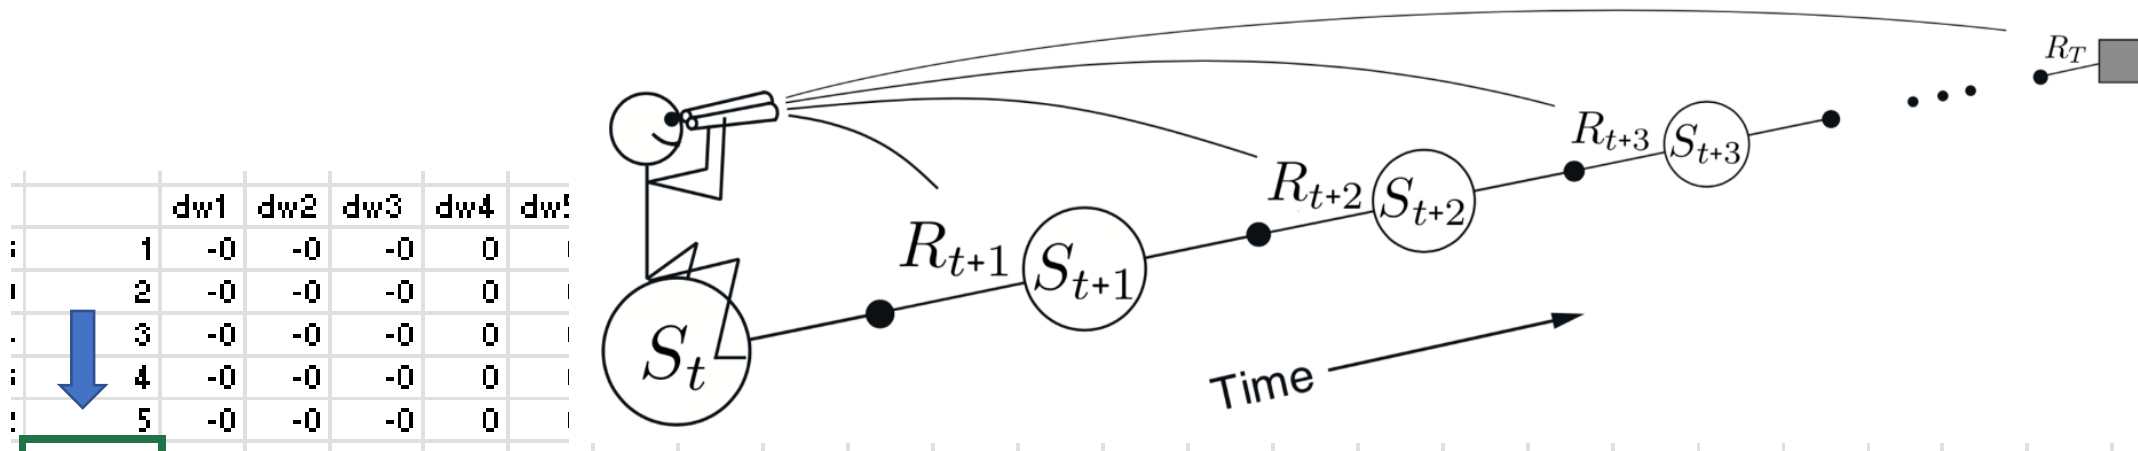 dw1 dw2 dw3 dw4
1 -0 -0 -0 0
2 -0 -0 -0 0
3 -0 -0 -0 0
4 -0 -0 -0 0
5 -0 -0 -0 0
R_T
R_{t+3} S_{t+3}
R_{t+2} S_{t+2}
R_{t+1} S_{t+1}
S_t
Time